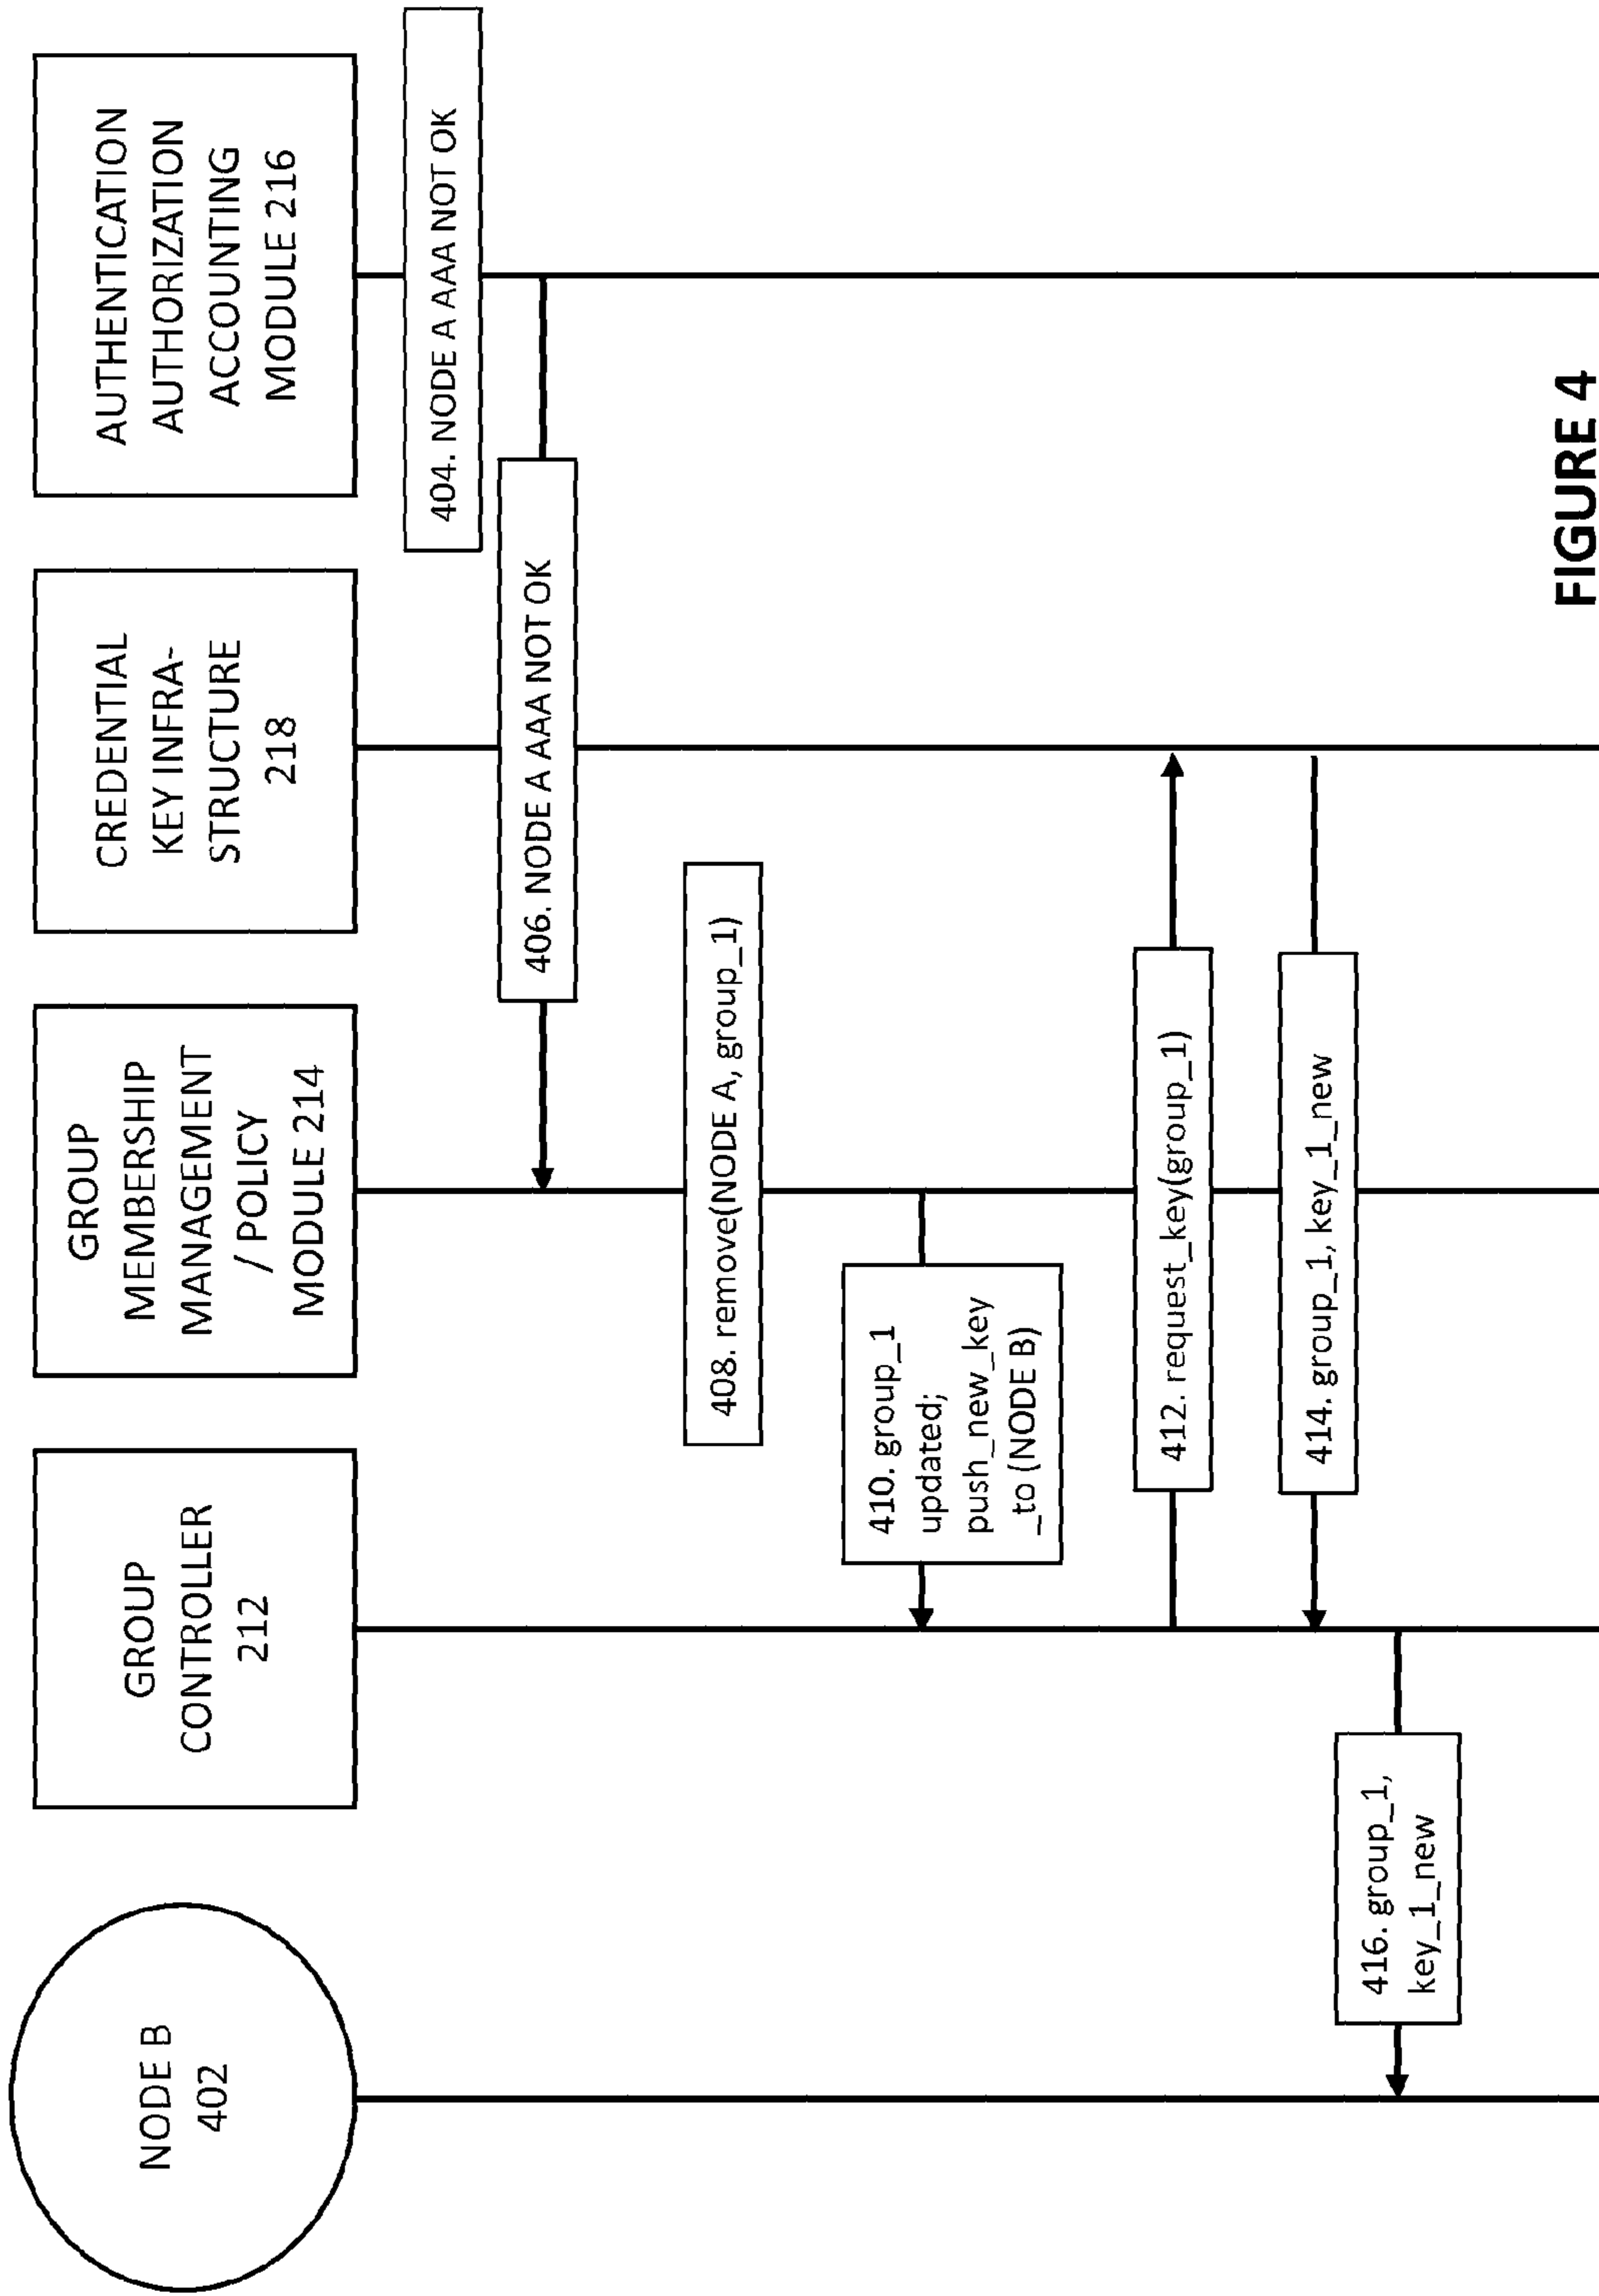 NODE B
402
GROUP
CONTROLLER
212
GROUP
MEMBERSHIP
MANAGEMENT
/ POLICY
MODULE 214
CREDENTIAL
KEY INFRA-
STRUCTURE
218
AUTHENTICATION
AUTHORIZATION
ACCOUNTING
MODULE 216
404. NODE A AAA NOT OK
406. NODE A AAA NOT OK
408. remove(NODE A, group_1)
410. group_1
updated;
push_new_key
_to (NODE B)
412. request_key(group_1)
414. group_1, key_1_new
416. group_1,
key_1_new
FIGURE 4